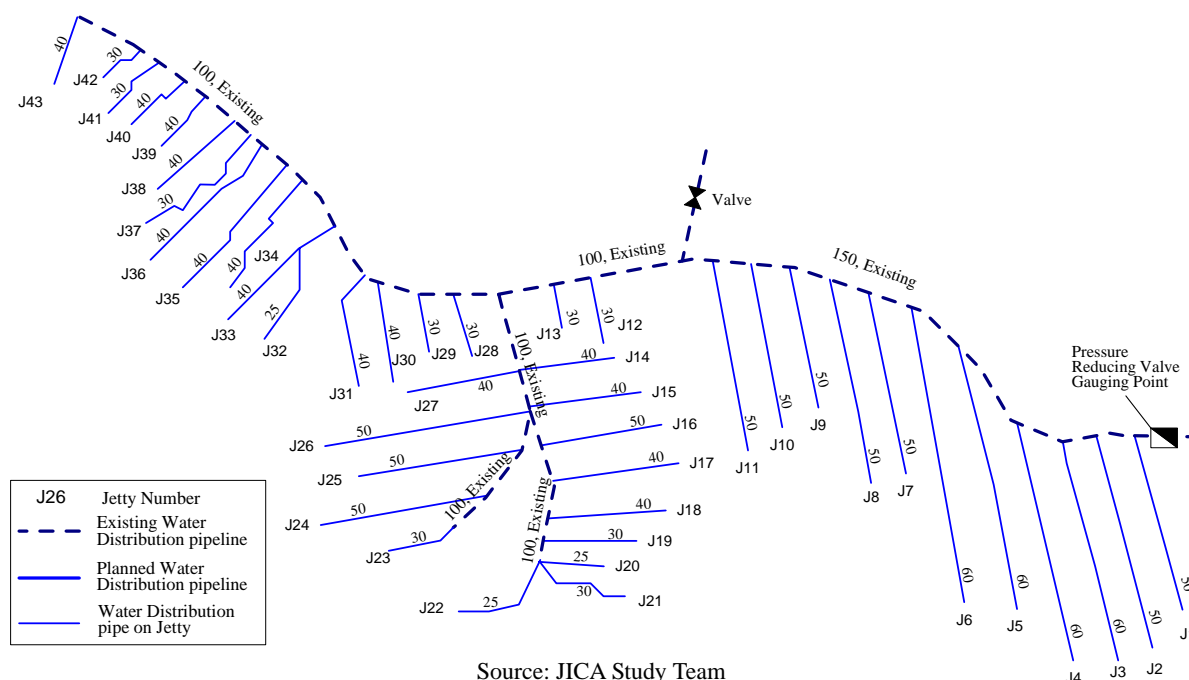 40
J43
30
J42
100, Existing
30
J41
40
J40
40
J39
40
J38
30
J37
40
J36
40
J35
40
J34
40
J33
25
J32
40
J31
40
J30
30
J29
30
J28
100, Existing
30
J13
30
J12
Valve
150, Existing
100, Existing
40
J14
40
J27
40
J15
50
J26
50
J16
50
J25
40
J17
50
J24
100, Existing
30
J23
100, Existing
40
J18
30
J19
25
J20
30
J21
25
J22
50
J11
50
J10
50
J9
50
J8
50
J7
60
J6
60
J5
60
J4
60
J3
50
J2
50
J
Pressure
Reducing Valve
Gauging Point
J26 Jetty Number
Existing Water
Distribution pipeline
Planned Water
Distribution pipeline
Water Distribution
pipe on Jetty
Source: JICA Study Team